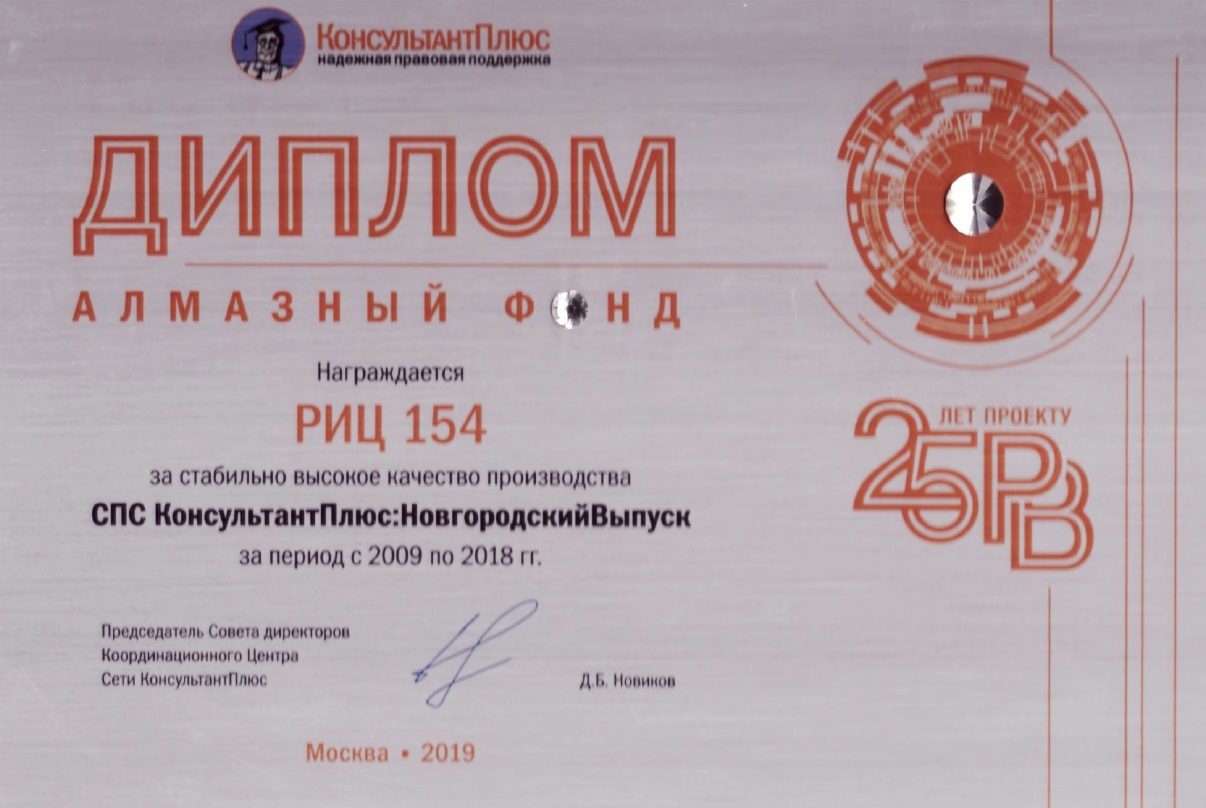 КонсультантПлюс
надежная правовая поддержка
ДИПЛОМ
АЛМАЗНЫЙ ФОНД
Награждается
РИЦ 154
за стабильно высокое качество производства
СПС КонсультантПлюс:НовгородскийВыпуск
за период с 2009 по 2018 гг.
Председатель Совета директоров
Координационного Центра
Сети КонсультантПлюс
Д.Б. Новиков
Москва • 2019
ЛЕТ ПРОЕКТУ
25РВ